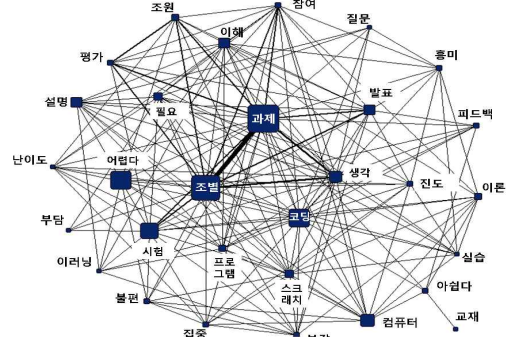 조원
참여
질문
이해
평가
흥미
설명
필요
과제
발표
피드백
난이도
어렵다
조별
생각
진도
이론
부담
시험
코딩
이러닝
프로
그램
스크
래치
실습
불편
아쉽다
집중
컴퓨터
교재